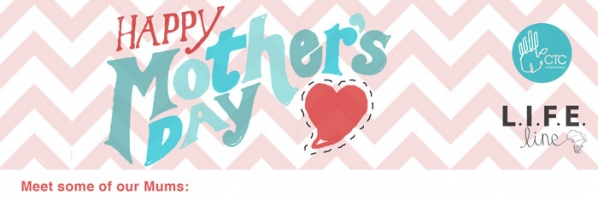 HAPPY
Mother's
DAY
CTC
L.I.F.E.
line
Meet some of our Mums: